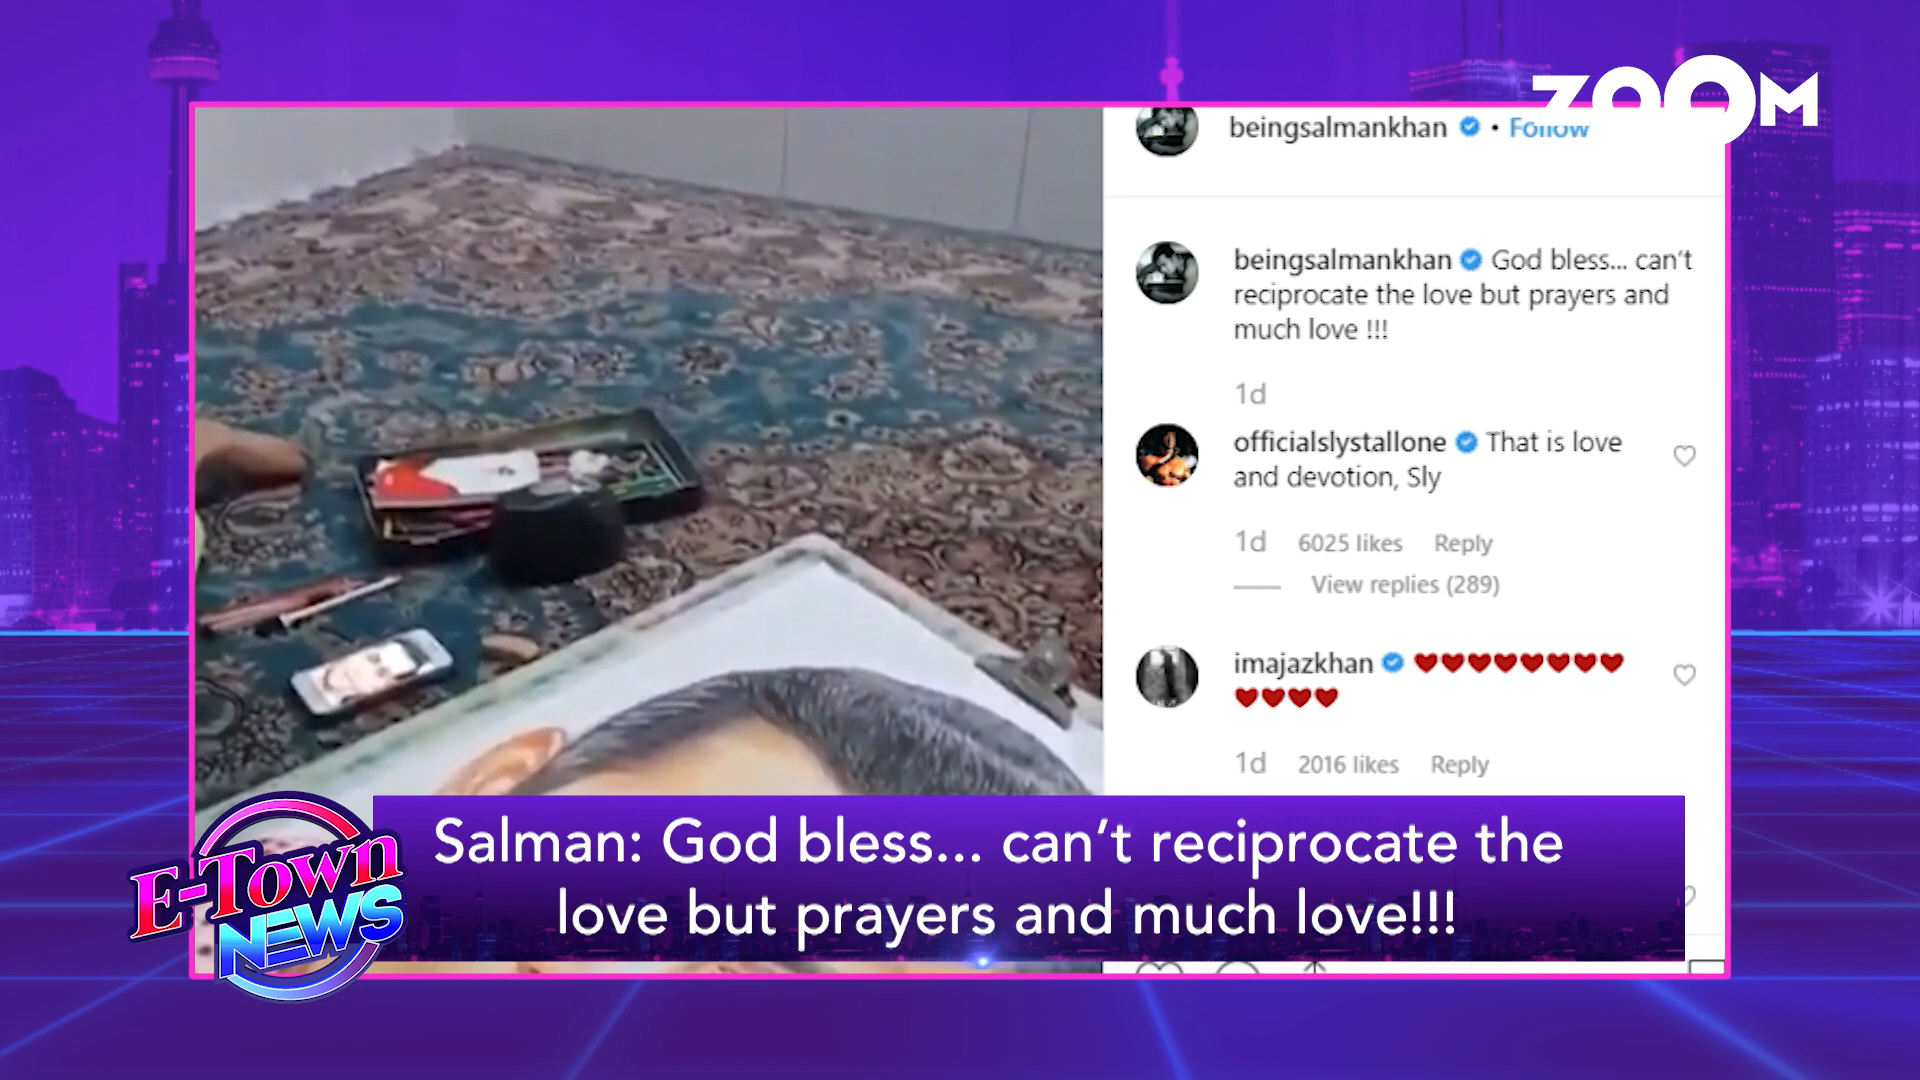 ZOOM
beingsalmankhan • Follow
beingsalmankhan God bless... can't
reciprocate the love but prayers and
much love !!!
1d
officialslystallone That is love
and devotion, Sly
1d 6025 likes Reply
View replies (289)
imajazkhan ♥♥♥♥♥♥♥♥
♥♥♥♥
1d 2016 likes Reply
E-TOWN
NEWS
Salman: God bless... can't reciprocate the
love but prayers and much love!!!